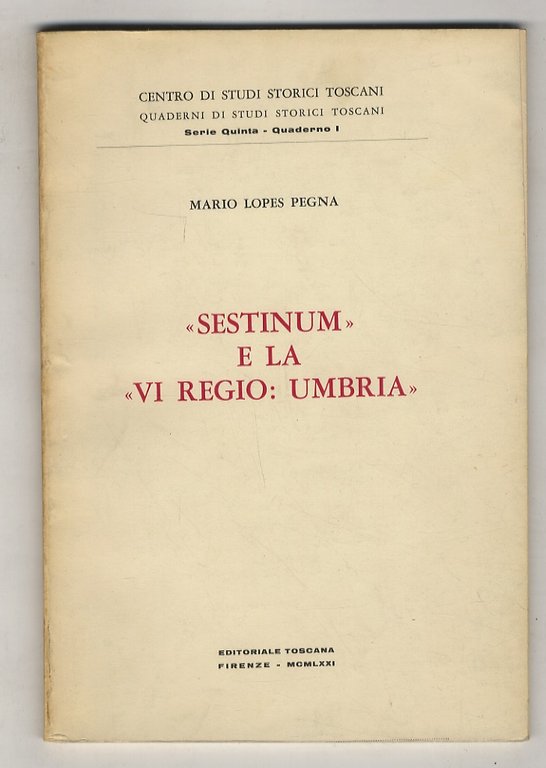 CENTRO DI STUDI STORICI TOSCANI
QUADERNI DI STUDI STORICI TOSCANI
Serie Quinta - Quaderno I
MARIO LOPES PEGNA
«SESTINUM»
E LA
«VI REGIO: UMBRIA»
EDITORIALE TOSCANA
FIRENZE - MCMLXXI